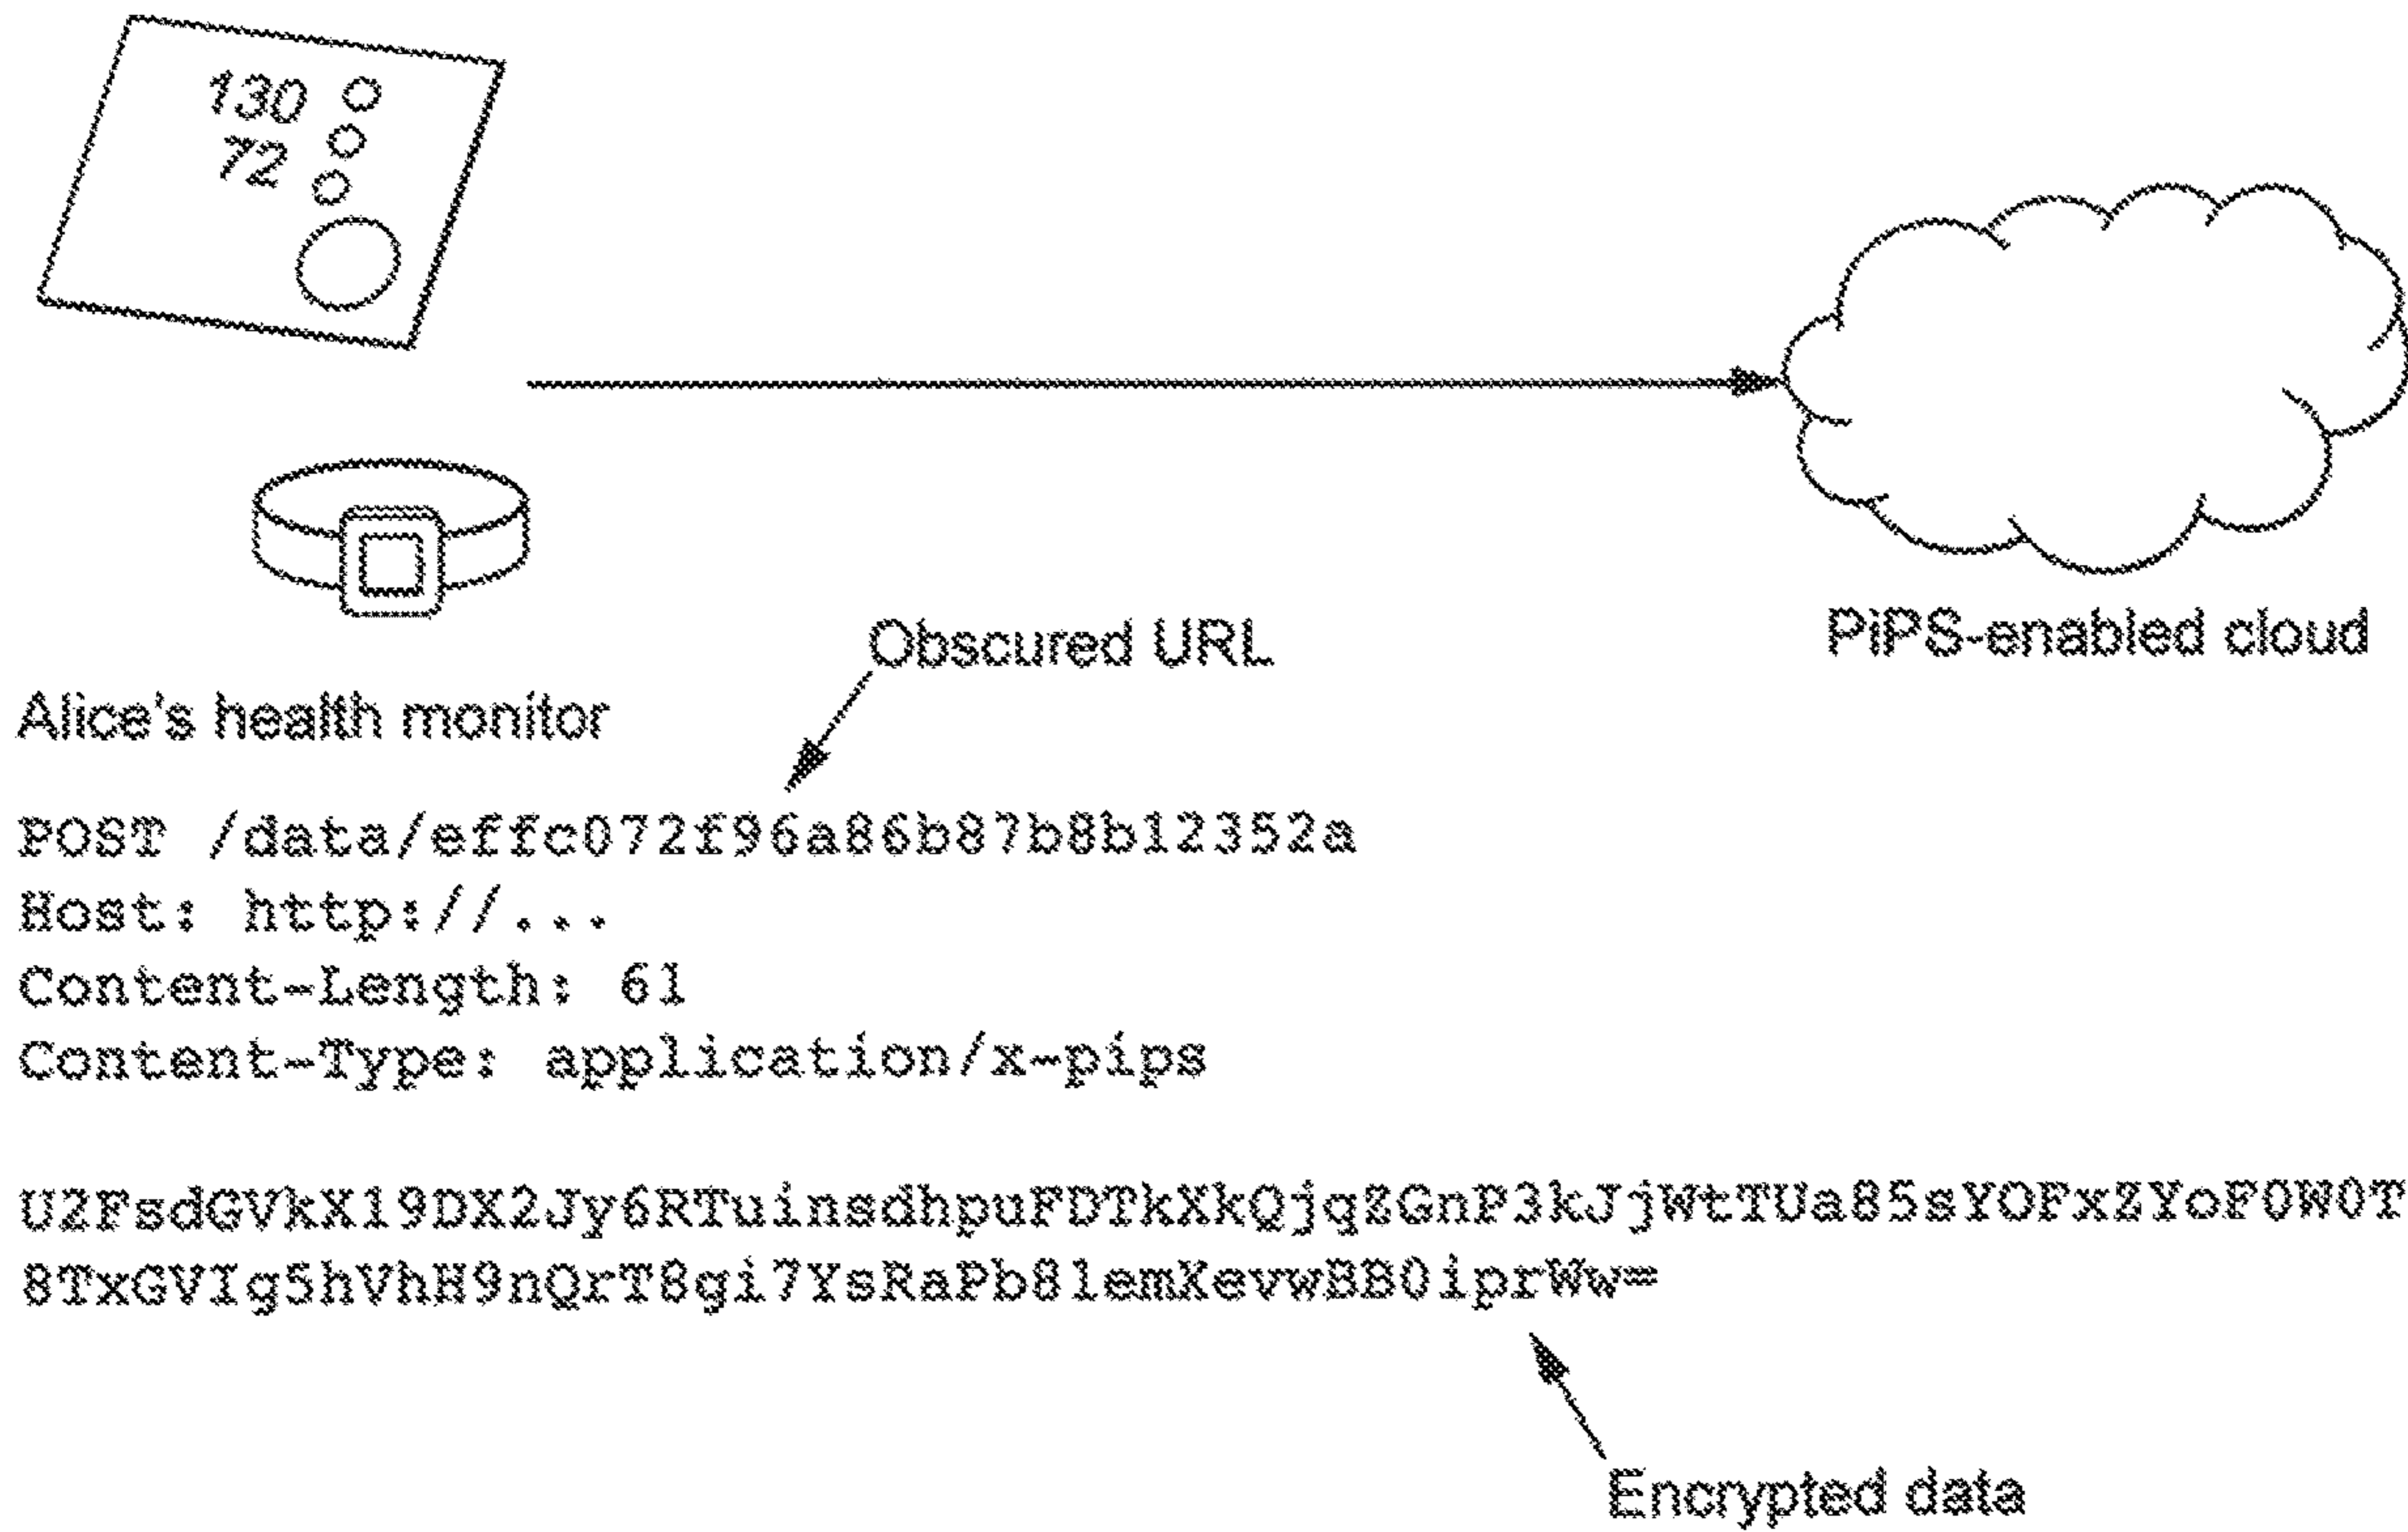 130
72
PiPS-enabled cloud
Obscured URL
Alice's health monitor
POST /data/effc072f96a86b87b8b12352a
Host: http://...
Content-Length: 61
Content-Type: application/x-pips
U2FsdGVkX19DX2Jy6RTuinsdhpuFDTkXkQjqZGnP3kJjWtTUa85sYOFxZYoF0W0T
8TxGVIg5hVhH9nQrT8gi7YsRaPb8lemXevwBB0iprWw=
Encrypted data